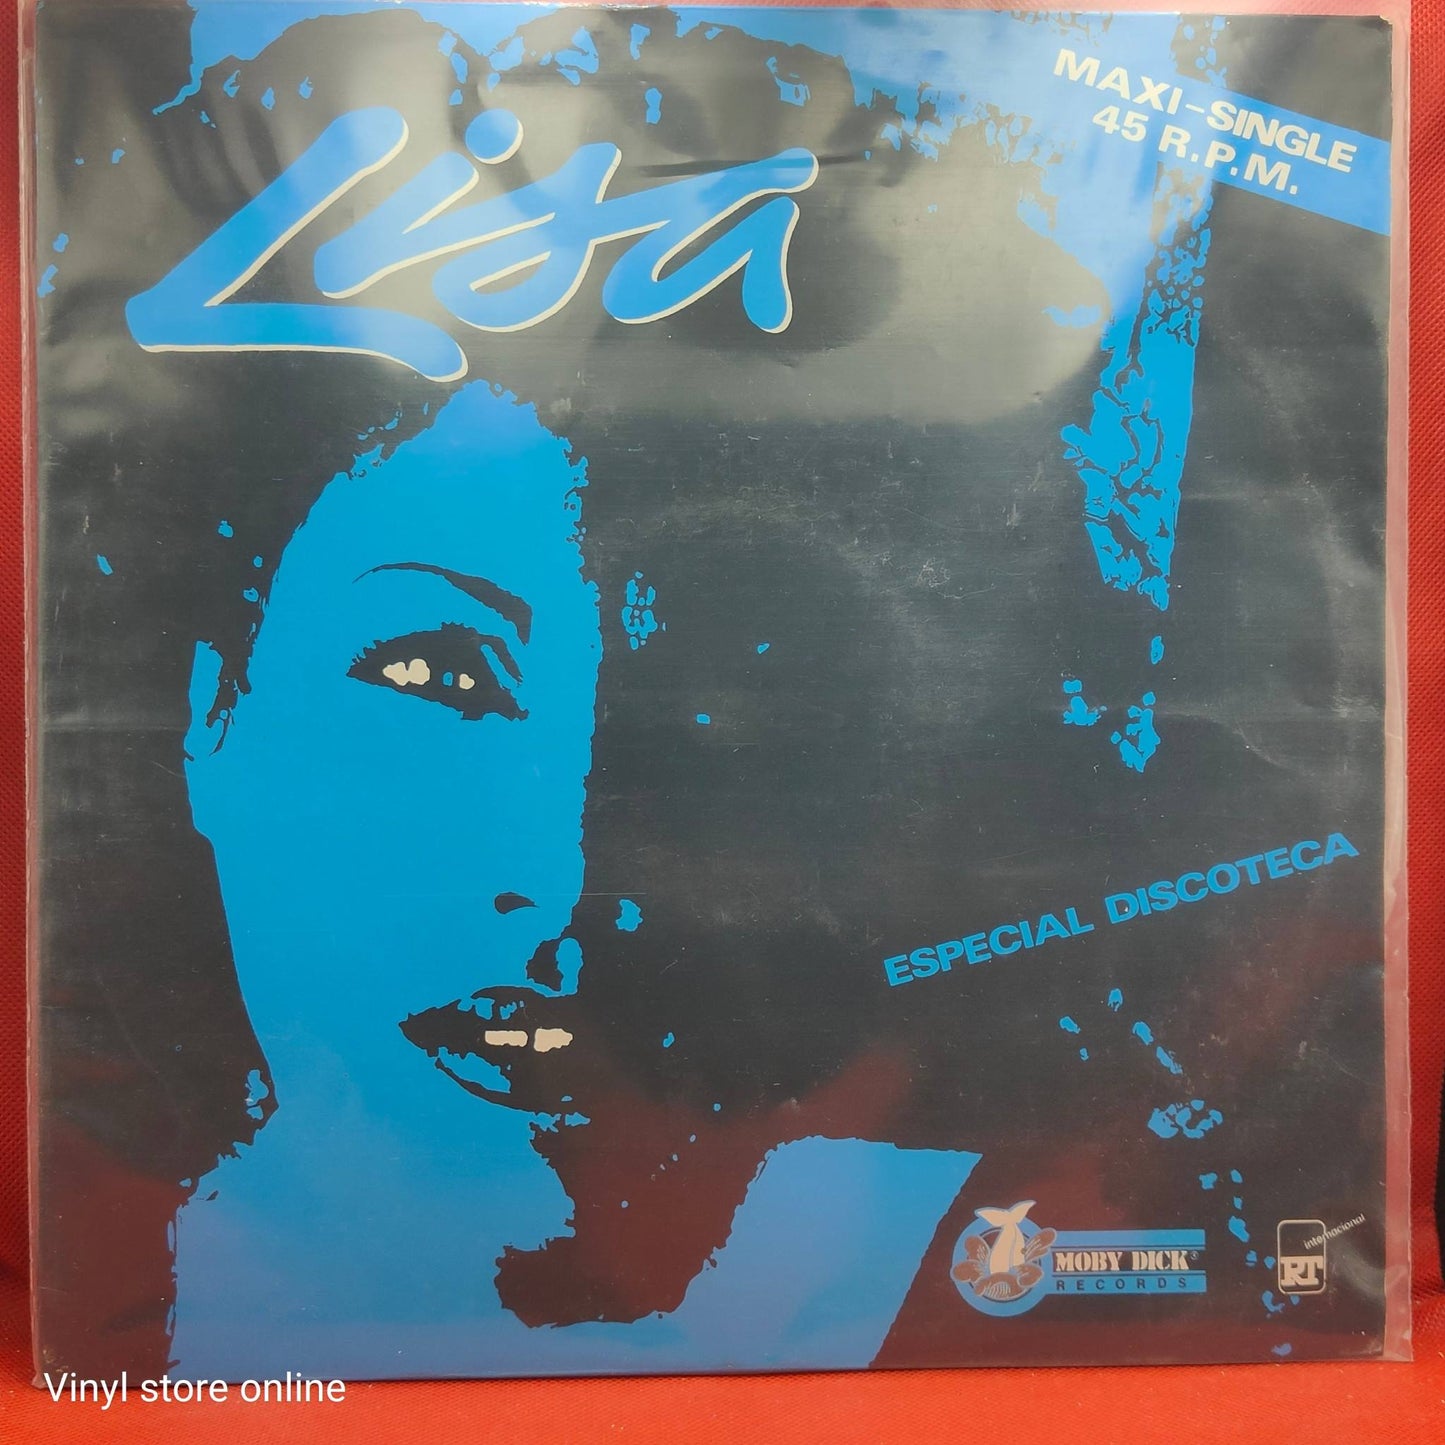 Lisa
MAXI-SINGLE
45 R.P.M.
ESPECIAL DISCOTECA
MOBY DICK®
RECORDS
internacional
RT
Vinyl store online